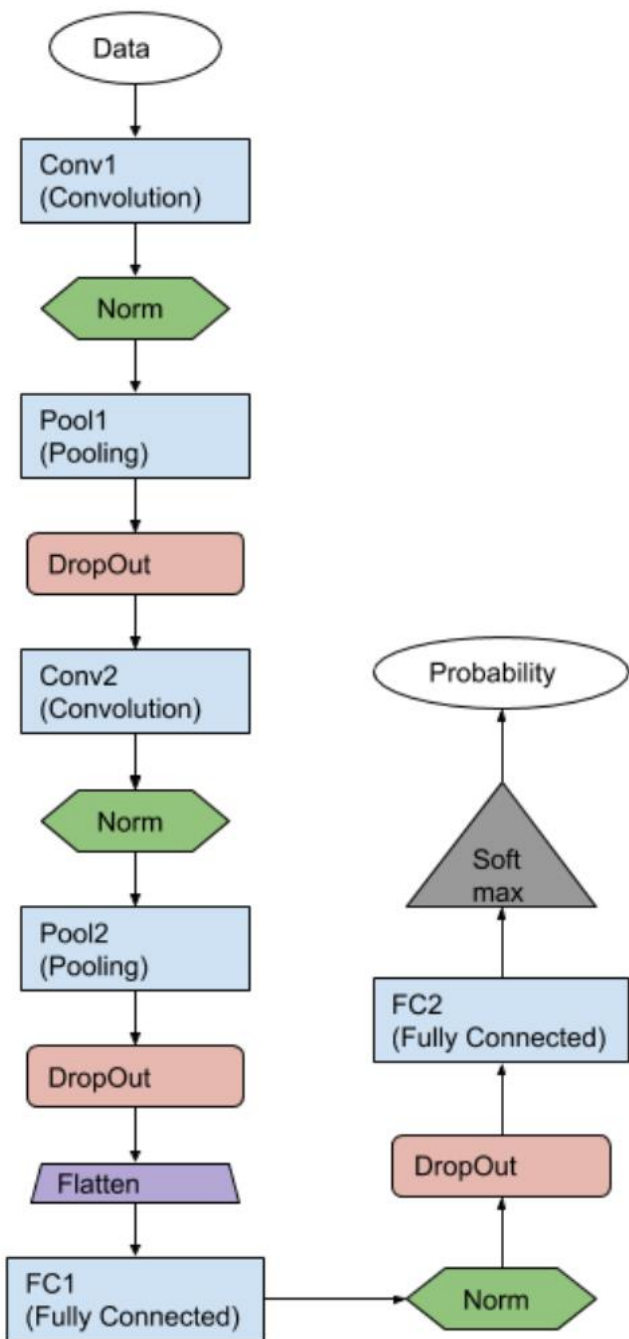 Data
Conv1
(Convolution)
Norm
Pool1
(Pooling)
DropOut
Conv2
(Convolution)
Norm
Pool2
(Pooling)
DropOut
Flatten
FC1
(Fully Connected)
Norm
DropOut
FC2
(Fully Connected)
Soft
max
Probability